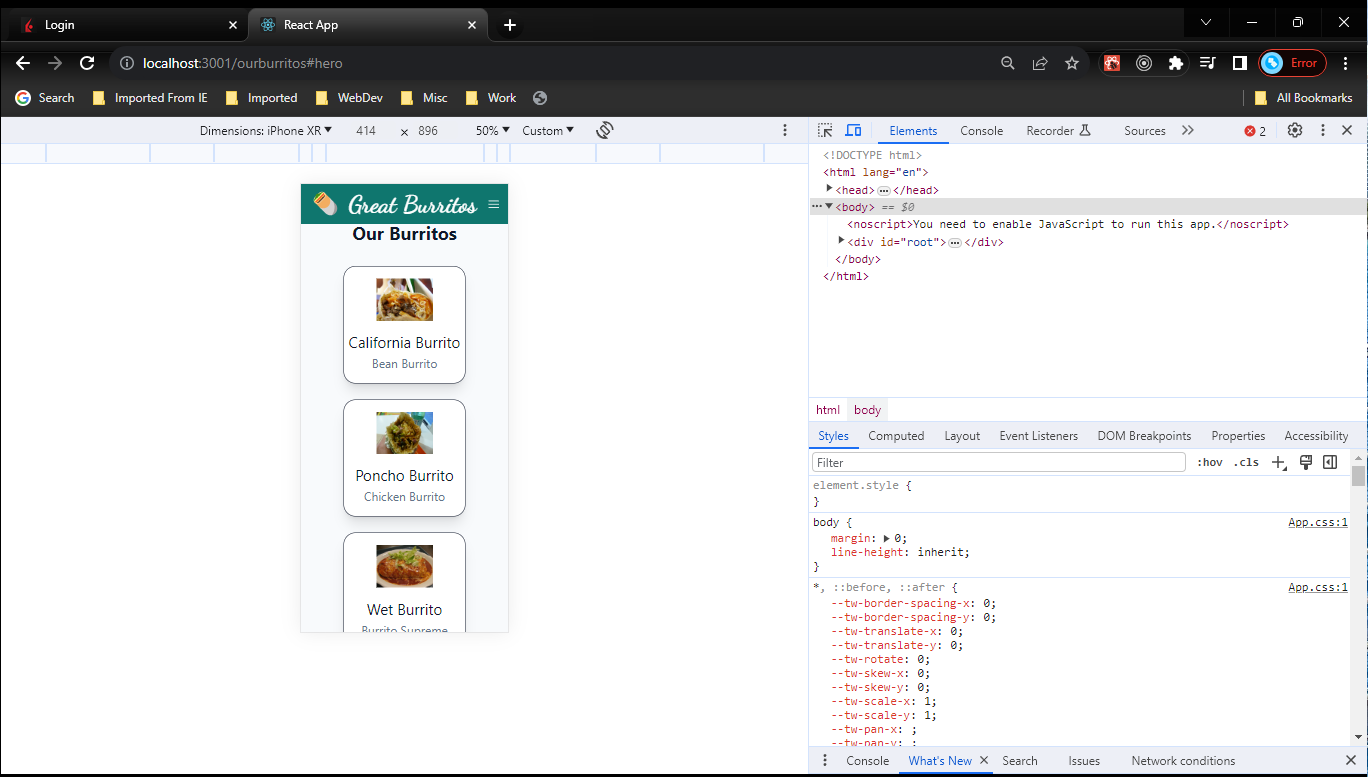 Login
React App
localhost:3001/ourburritos#hero
Error
Search
Imported From IE
Imported
WebDev
Misc
Work
All Bookmarks
Dimensions: iPhone XR
414
×
896
50%
Custom
Elements
Console
Recorder
Sources
2
Great Burritos
Our Burritos
California Burrito
Bean Burrito
Poncho Burrito
Chicken Burrito
Wet Burrito
Burrito Supreme
<!DOCTYPE html>
<html lang="en">
<head>…</head>
<body> == $0
<noscript>You need to enable JavaScript to run this app.</noscript>
<div id="root">…</div>
</body>
</html>
html body
Styles Computed Layout Event Listeners DOM Breakpoints Properties Accessibility
Filter
:hov .cls
element.style {
}
body {
App.css:1
margin: 0;
line-height: inherit;
}
*, ::before, ::after {
App.css:1
--tw-border-spacing-x: 0;
--tw-border-spacing-y: 0;
--tw-translate-x: 0;
--tw-translate-y: 0;
--tw-rotate: 0;
--tw-skew-x: 0;
--tw-skew-y: 0;
--tw-scale-x: 1;
--tw-scale-y: 1;
--tw-pan-x: ;
--tw-pan-y: ;
Console What's New Search Issues Network conditions